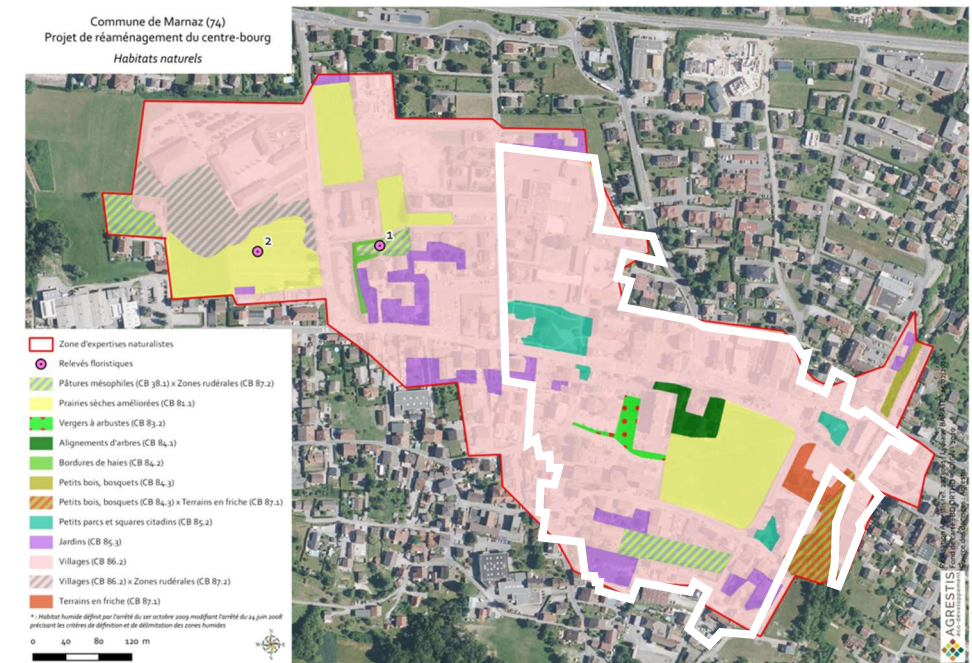 Commune de Marnaz (74)
Projet de réaménagement du centre-bourg
Habitats naturels
1
2
Zone d'expertises naturalistes
Relevés floristiques
Pâtures mésophiles (CB 38.1) x Zones rudérales (CB 87.2)
Prairies sèches améliorées (CB 81.1)
Vergers à arbustes (CB 83.2)
Alignements d'arbres (CB 84.1)
Bordures de haies (CB 84.2)
Petits bois, bosquets (CB 84.3)
Petits bois, bosquets (CB 84.3) x Terrains en friche (CB 87.1)
Petits parcs et squares citadins (CB 85.2)
Jardins (CB 85.3)
Villages (CB 86.2)
Villages (CB 86.2) x Zones rudérales (CB 87.2)
Terrains en friche (CB 87.1)
* : Habitat humide définit par l'arrêté du 1er octobre 2009 modifiant l'arrêté du 24 juin 2008
précisant les critères de définition et de délimitation des zones humides
0 40 80 120 m
AGRESTIS
éco-développement